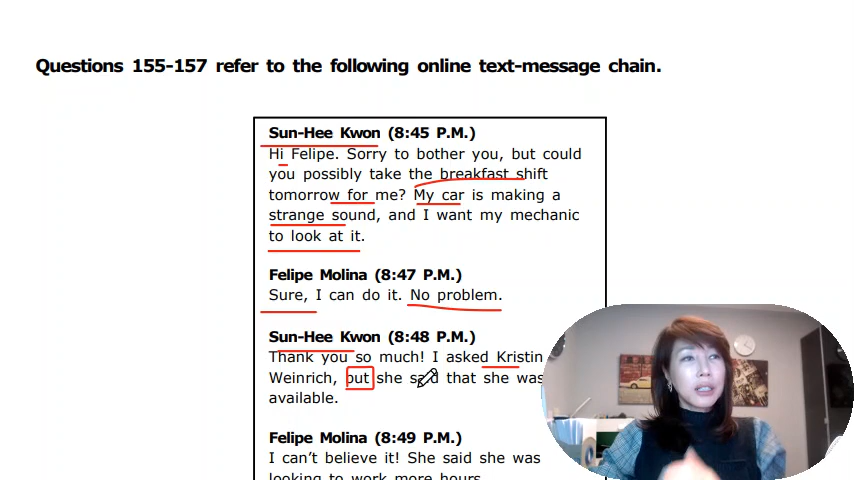 Questions 155-157 refer to the following online text-message chain.
Sun-Hee Kwon (8:45 P.M.)
Hi Felipe. Sorry to bother you, but could
you possibly take the breakfast shift
tomorrow for me? My car is making a
strange sound, and I want my mechanic
to look at it.
Felipe Molina (8:47 P.M.)
Sure, I can do it. No problem.
Sun-Hee Kwon (8:48 P.M.)
Thank you so much! I asked Kristin
Weinrich, but she said that she was
available.
Felipe Molina (8:49 P.M.)
I can't believe it! She said she was
looking to work more hours.